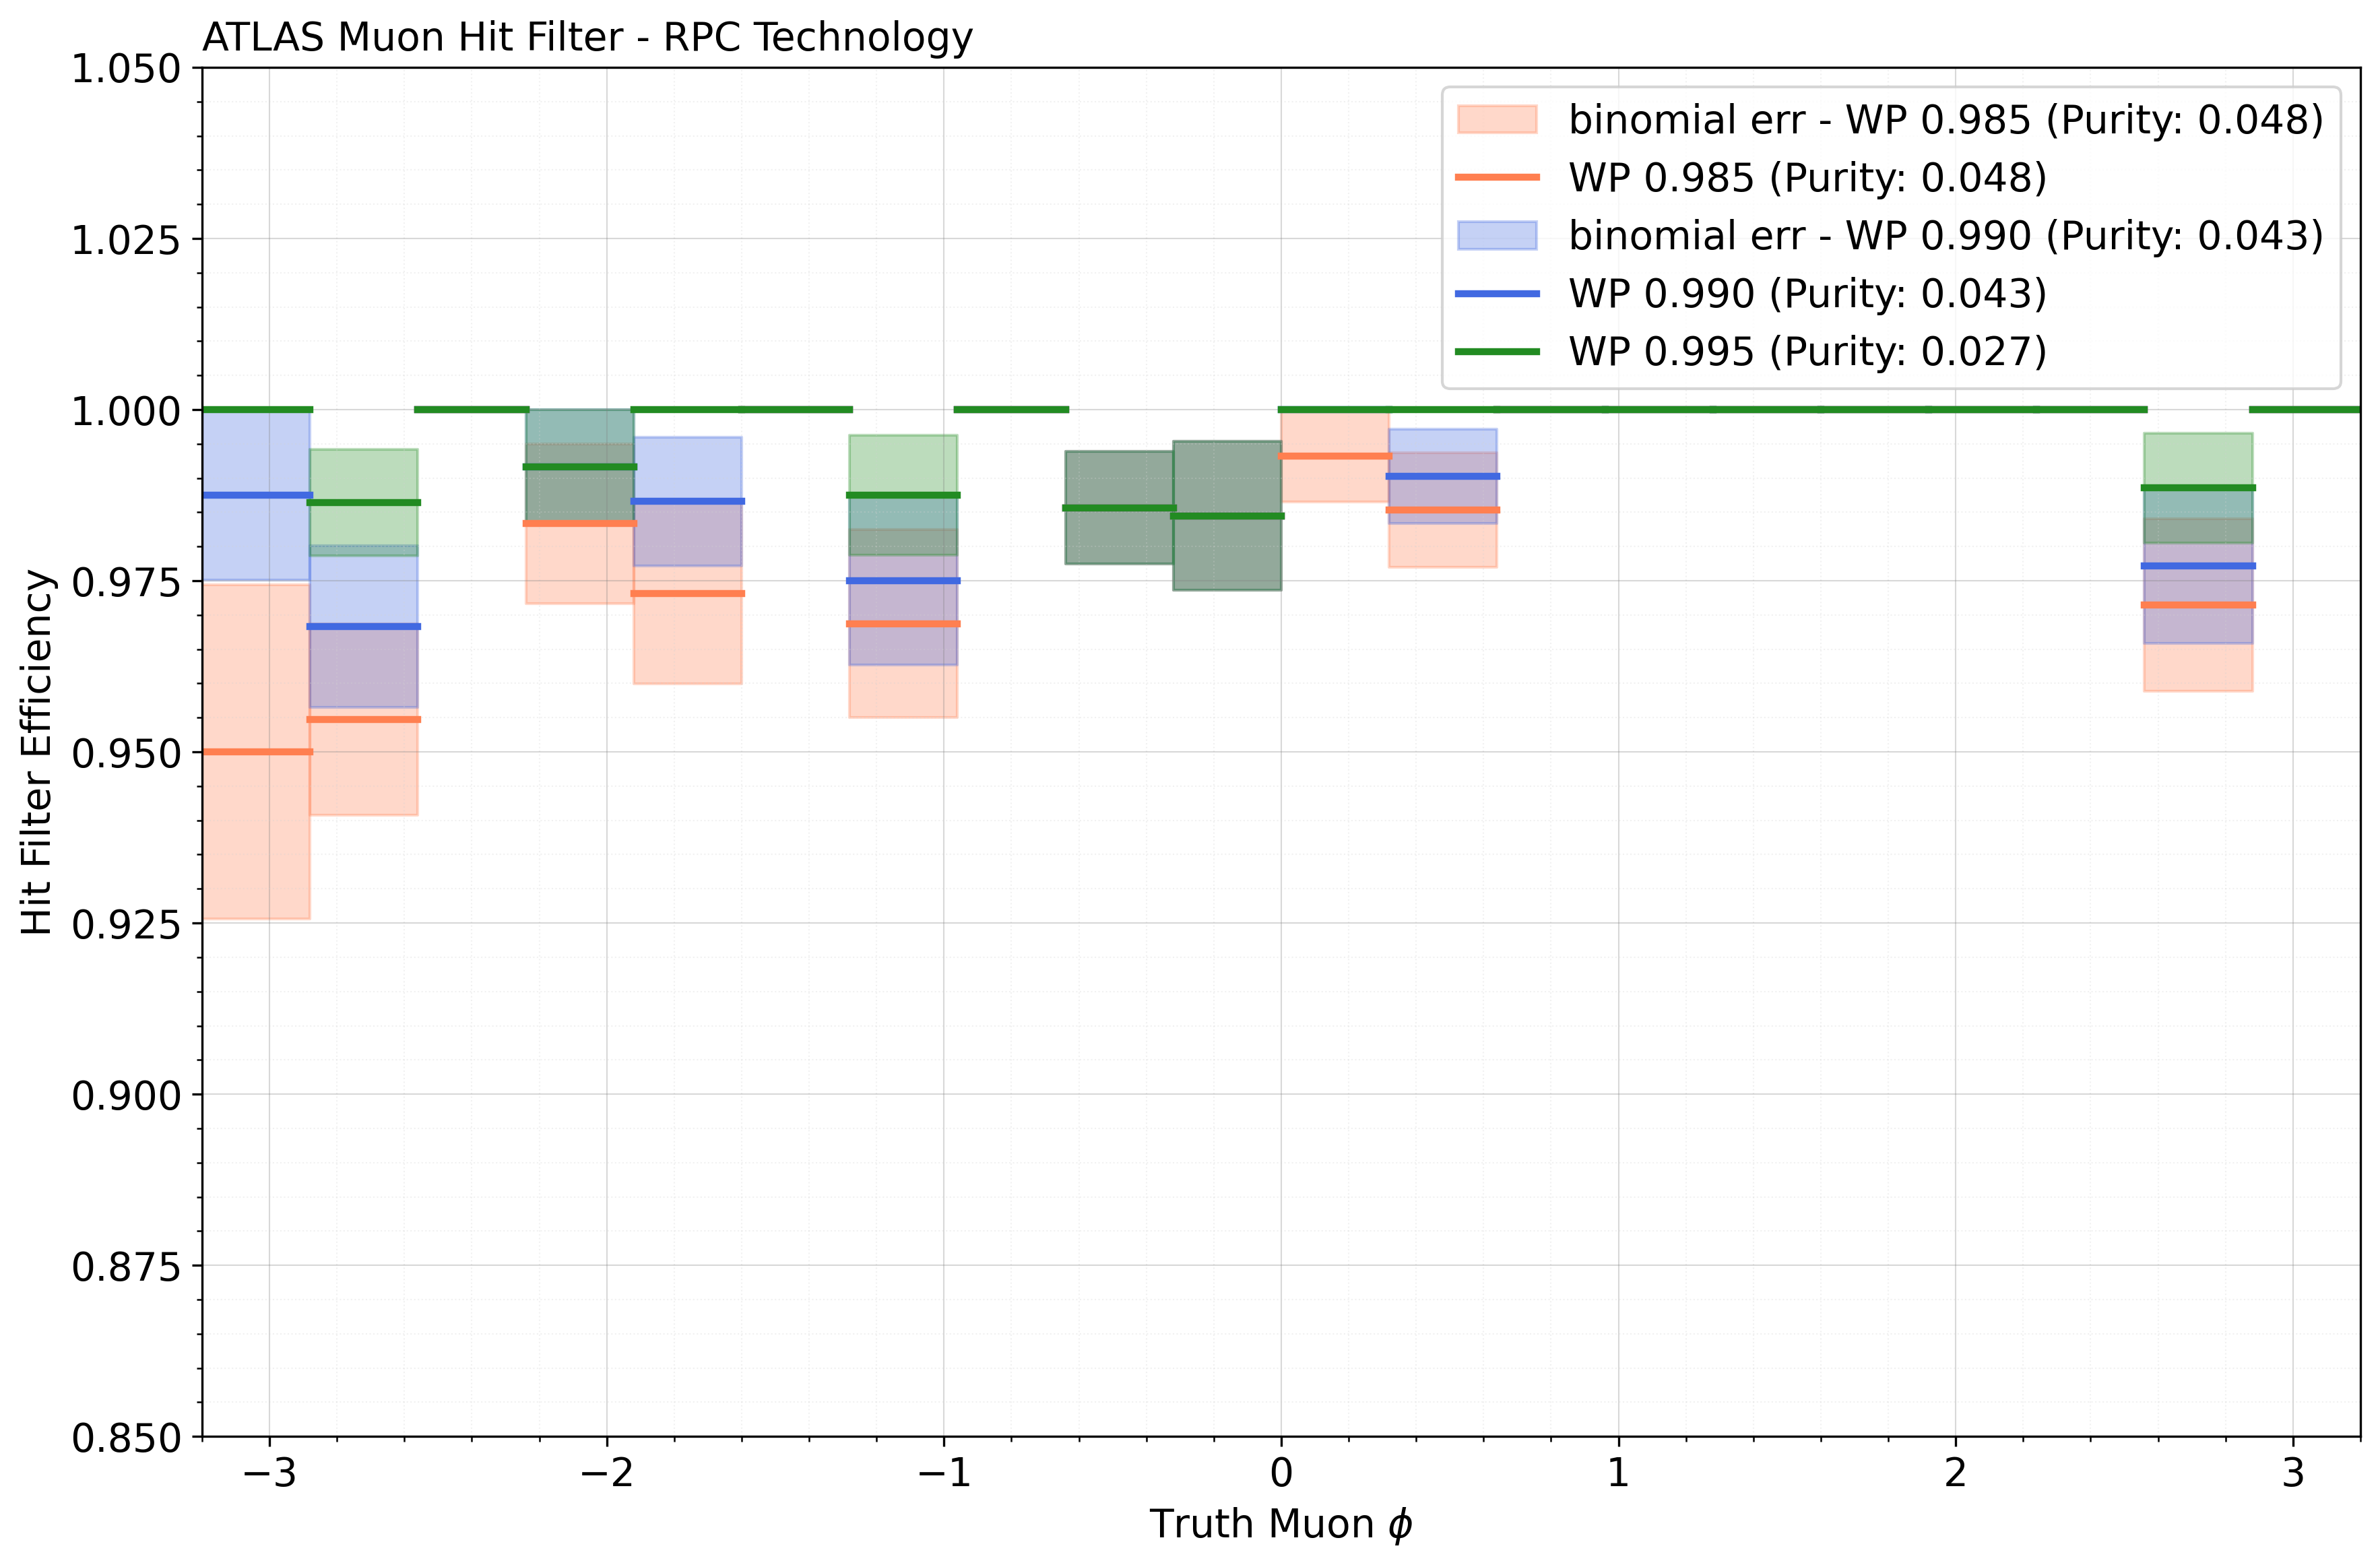 ATLAS Muon Hit Filter - RPC Technology
1.050
1.025
1.000
0.975
0.950
0.925
0.900
0.875
0.850
Hit Filter Efficiency
binomial err - WP 0.985 (Purity: 0.048)
WP 0.985 (Purity: 0.048)
binomial err - WP 0.990 (Purity: 0.043)
WP 0.990 (Purity: 0.043)
WP 0.995 (Purity: 0.027)
−3 −2 −1 0 1 2 3
Truth Muon ϕ